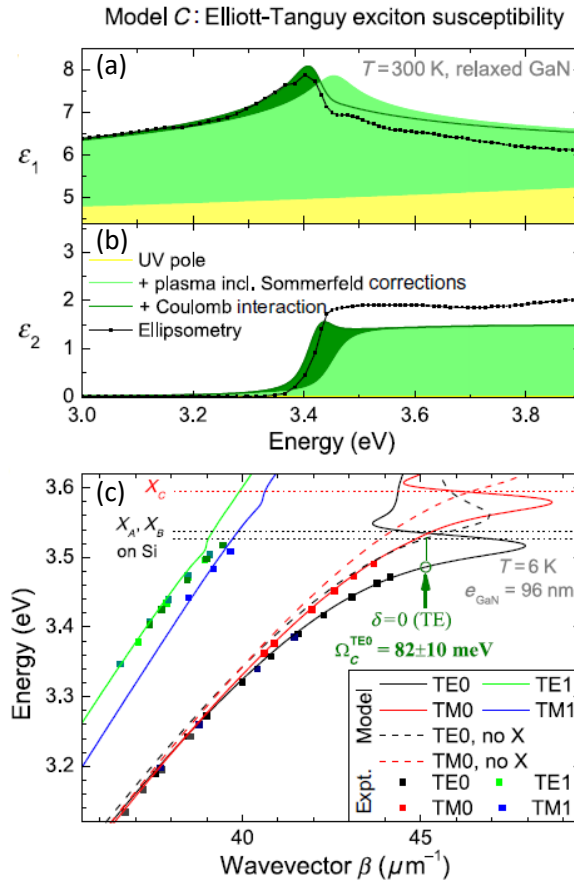 Model C: Elliott-Tanguy exciton susceptibility
(a)
T = 300 K, relaxed GaN
8
7
6
5
ε1
(b)
3
2
1
0
ε2
UV pole
+ plasma incl. Sommerfeld corrections
+ Coulomb interaction
Ellipsometry
3.0 3.2 3.4 3.6 3.8
Energy (eV)
(c)
3.6
3.5
3.4
3.3
3.2
Energy (eV)
XC
XA, XB
on Si
T = 6 K
eGaN = 96 nm
δ=0 (TE)
ΩC^TE0 = 82±10 meV
Model
TE0 TE1
TM0 TM1
TE0, no X
TM0, no X
Expt.
TE0 TE1
TM0 TM1
40 45
Wavevector β (μm⁻¹)